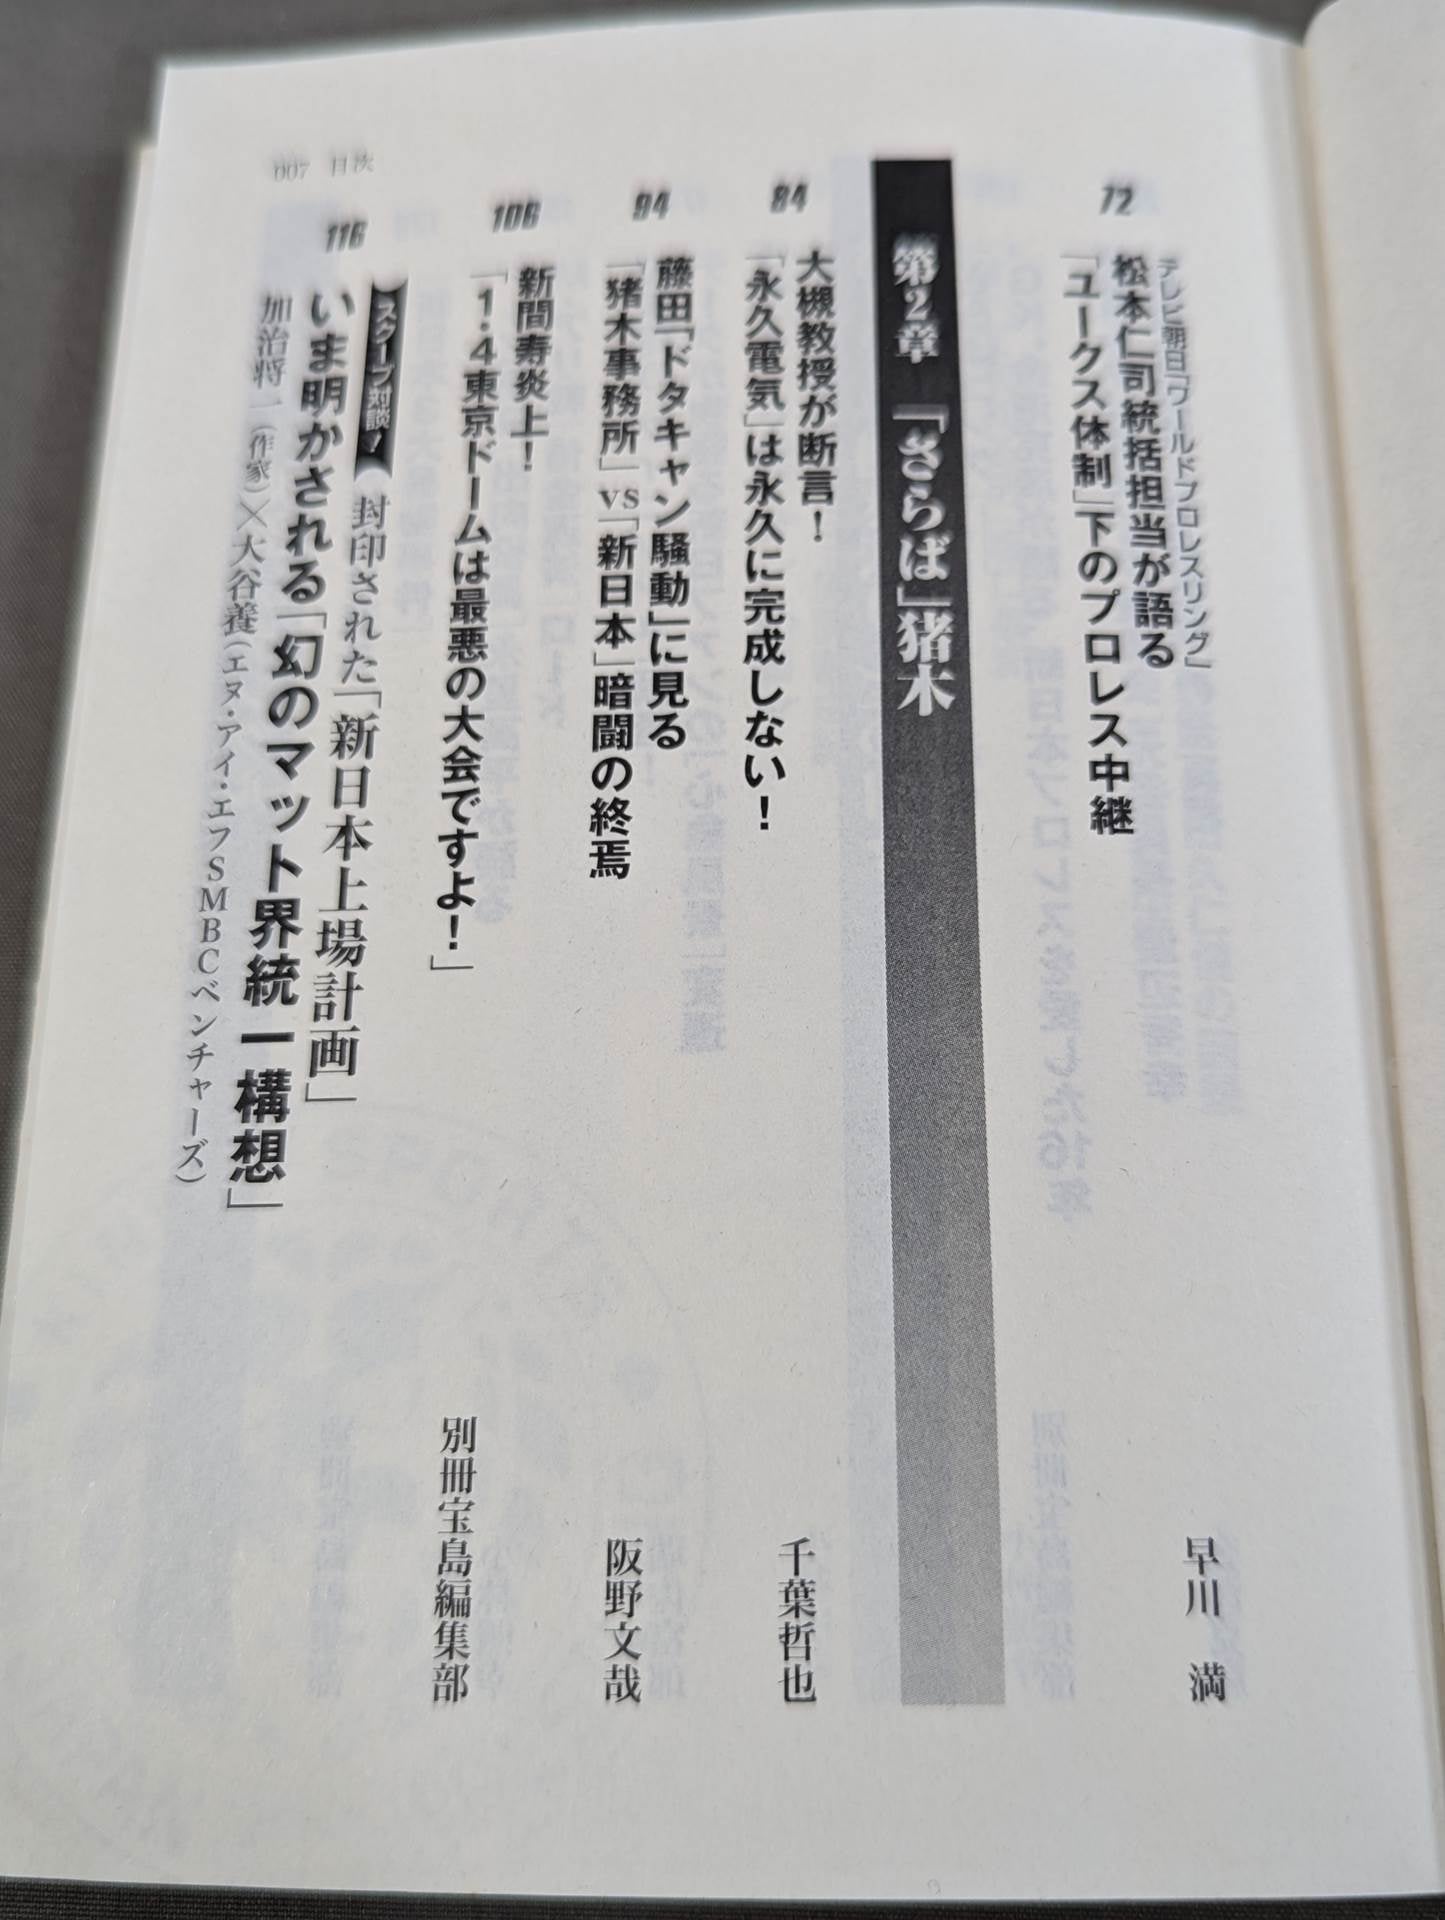 72
テレビ朝日「ワールドプロレスリング」
松本仁司統括担当が語る
「ユークス体制」下のプロレス中継
早川 満
第2章 「さらば」猪木
84
大槻教授が断言！
「永久電気」は永久に完成しない！
千葉哲也
94
藤田「ドタキャン騒動」に見る
「猪木事務所」vs「新日本」暗闘の終焉
阪野文哉
106
新間寿炎上！
「1・4東京ドームは最悪の大会ですよ！」
別冊宝島編集部
116
スクープ対談！ 封印された「新日本上場計画」
いま明かされる「幻のマット界統一構想」
加治将一（作家）×大谷養（エヌ・アイ・エフSMBCベンチャーズ）
007 目次